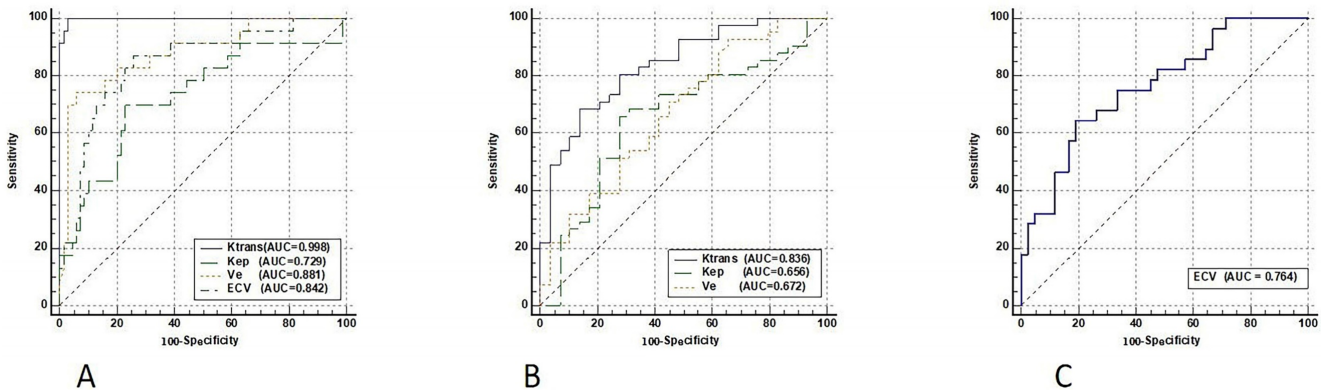 100
80
60
40
20
0
Sensitivity
Ktrans(AUC=0.998)
Kep (AUC=0.729)
Ve (AUC=0.881)
ECV (AUC=0.842)
0 20 40 60 80 100
100-Specificity
A
100
80
60
40
20
0
Sensitivity
Ktrans (AUC=0.836)
Kep (AUC=0.656)
Ve (AUC=0.672)
0 20 40 60 80 100
100-Specificity
B
100
80
60
40
20
0
Sensitivity
ECV (AUC = 0.764)
0 20 40 60 80 100
100-Specificity
C